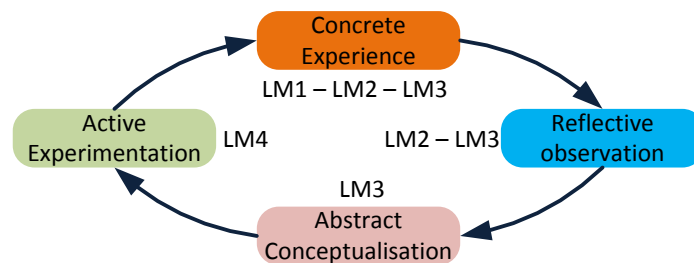 Concrete
Experience
LM1 – LM2 – LM3
Active
Experimentation
LM4
LM2 – LM3
Reflective
observation
LM3
Abstract
Conceptualisation